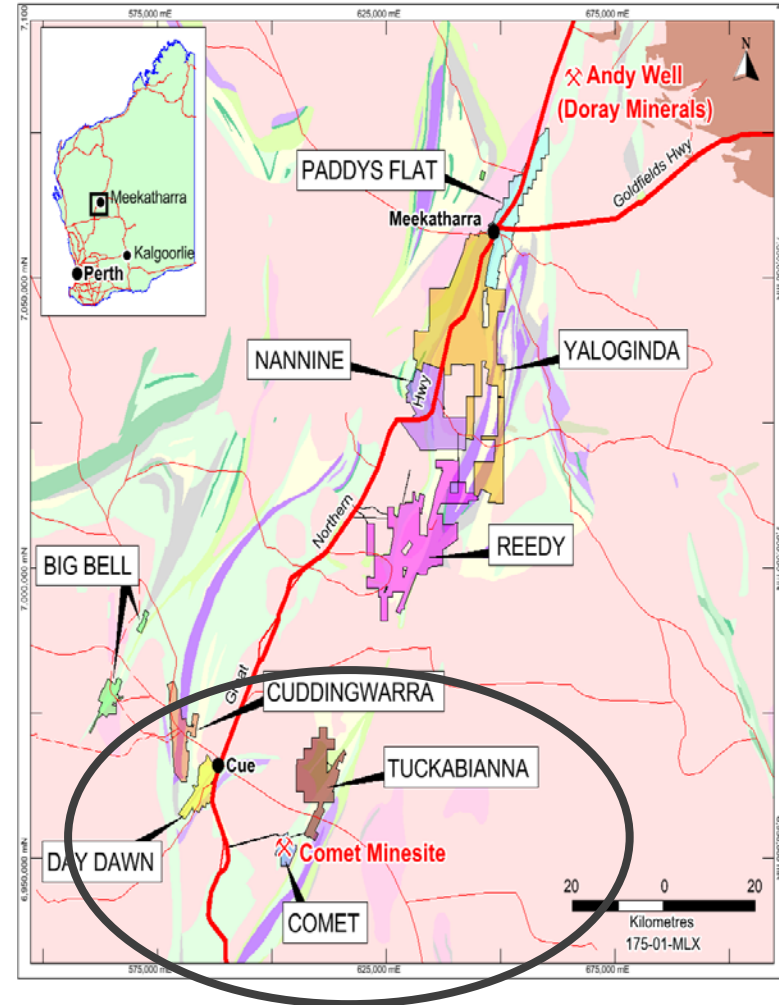 575,000 mE
625,000 mE
675,000 mE
N
Andy Well
(Doray Minerals)
PADDYS FLAT
Goldfields Hwy
Meekatharra
Meekatharra
Kalgoorlie
Perth
7,050,000 mN
NANNINE
YALOGINDA
Hwy
Northern
REEDY
BIG BELL
7,000,000 mN
Great
CUDDINGWARRA
Cue
TUCKABIANNA
DAY DAWN
Comet Minesite
6,950,000 mN
COMET
20 0 20
Kilometres
175-01-MLX
575,000 mE
625,000 mE
675,000 mE